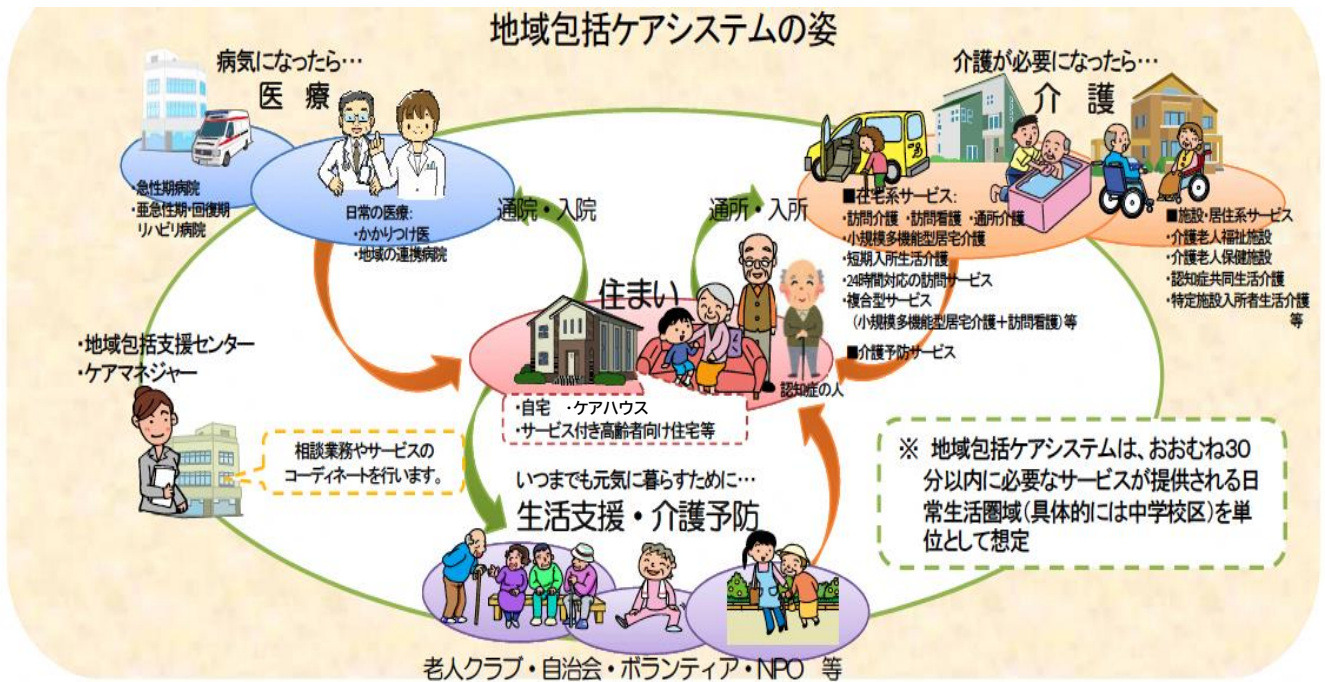 地域包括ケアシステムの姿
病気になったら…
医 療
・急性期病院
・亜急性期・回復期
リハビリ病院
日常の医療:
・かかりつけ医
・地域の連携病院
通院・入院
通所・入所
介護が必要になったら…
介 護
■在宅系サービス:
・訪問介護 ・訪問看護 ・通所介護
・小規模多機能型居宅介護
・短期入所生活介護
・24時間対応の訪問サービス
・複合型サービス
(小規模多機能型居宅介護+訪問看護)等
■介護予防サービス
■施設・居住系サービス
・介護老人福祉施設
・介護老人保健施設
・認知症共同生活介護
・特定施設入所者生活介護
等
住まい
認知症の人
・自宅 ・ケアハウス
・サービス付き高齢者向け住宅等
・地域包括支援センター
・ケアマネジャー
相談業務やサービスの
コーディネートを行います。
いつまでも元気に暮らすために…
生活支援・介護予防
老人クラブ・自治会・ボランティア・NPO 等
※ 地域包括ケアシステムは、おおむね30
分以内に必要なサービスが提供される日
常生活圏域(具体的には中学校区)を単
位として想定